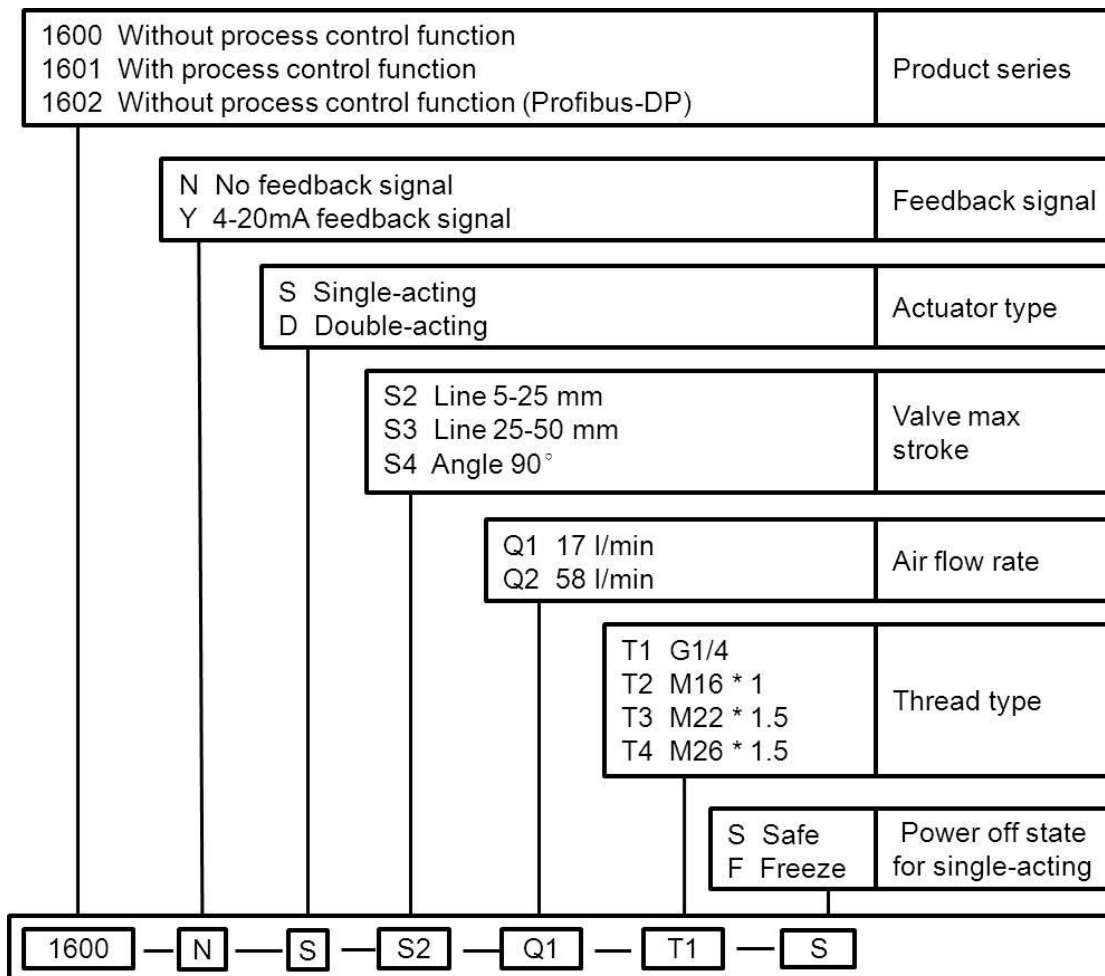 1600 Without process control function
1601 With process control function
1602 Without process control function (Profibus-DP)
Product series
N No feedback signal
Y 4-20mA feedback signal
Feedback signal
S Single-acting
D Double-acting
Actuator type
S2 Line 5-25 mm
S3 Line 25-50 mm
S4 Angle 90°
Valve max
stroke
Q1 17 l/min
Q2 58 l/min
Air flow rate
T1 G1/4
T2 M16 * 1
T3 M22 * 1.5
T4 M26 * 1.5
Thread type
S Safe
F Freeze
Power off state
for single-acting
1600 — N — S — S2 — Q1 — T1 — S